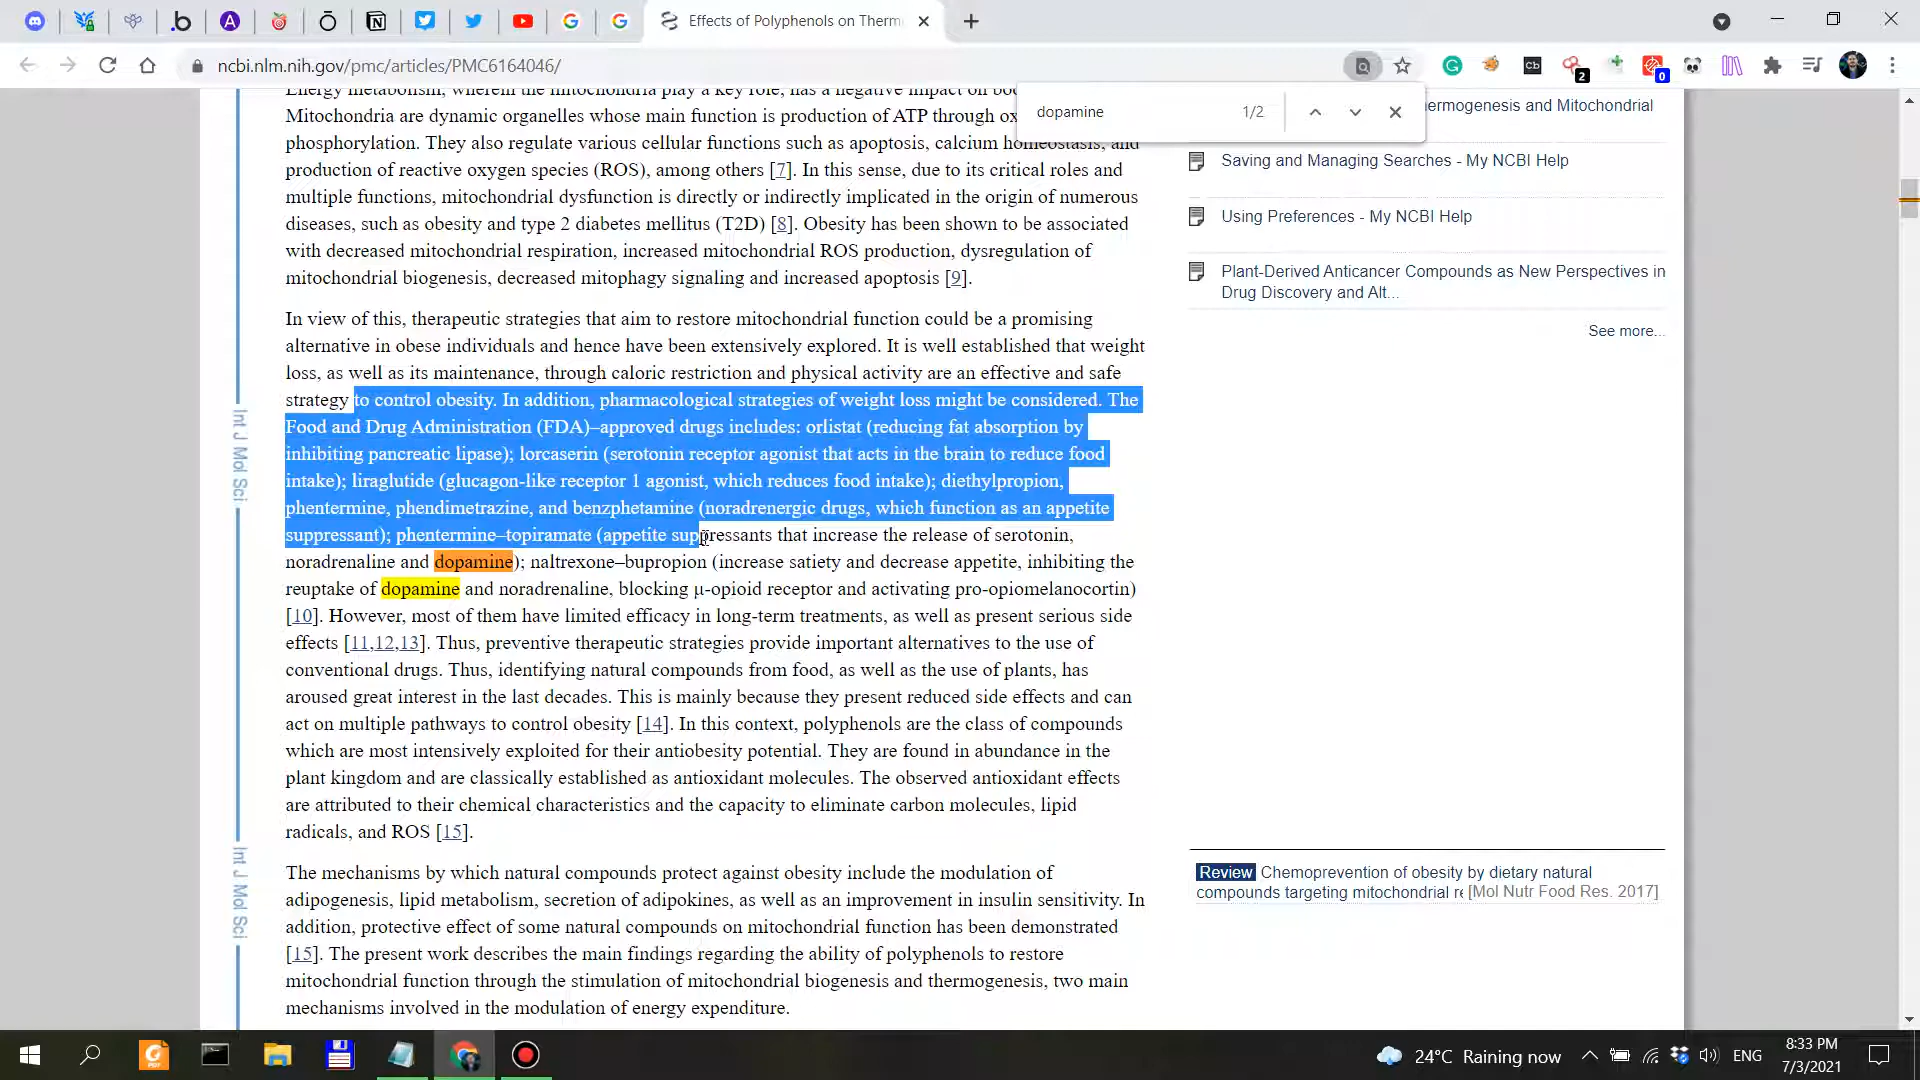 Effects of Polyphenols on Therm
ncbi.nlm.nih.gov/pmc/articles/PMC6164046/
dopamine 1/2
2
0
Energy metabolism, wherein the mitochondria play a key role, has a negative impact on
Mitochondria are dynamic organelles whose main function is production of ATP through
phosphorylation. They also regulate various cellular functions such as apoptosis, calcium homeostasis, and
production of reactive oxygen species (ROS), among others [7]. In this sense, due to its critical roles and
multiple functions, mitochondrial dysfunction is directly or indirectly implicated in the origin of numerous
diseases, such as obesity and type 2 diabetes mellitus (T2D) [8]. Obesity has been shown to be associated
with decreased mitochondrial respiration, increased mitochondrial ROS production, dysregulation of
mitochondrial biogenesis, decreased mitophagy signaling and increased apoptosis [9].
In view of this, therapeutic strategies that aim to restore mitochondrial function could be a promising
alternative in obese individuals and hence have been extensively explored. It is well established that weight
loss, as well as its maintenance, through caloric restriction and physical activity are an effective and safe
strategy to control obesity. In addition, pharmacological strategies of weight loss might be considered. The
Food and Drug Administration (FDA)–approved drugs includes: orlistat (reducing fat absorption by
inhibiting pancreatic lipase); lorcaserin (serotonin receptor agonist that acts in the brain to reduce food
intake); liraglutide (glucagon-like receptor 1 agonist, which reduces food intake); diethylpropion,
phentermine, phendimetrazine, and benzphetamine (noradrenergic drugs, which function as an appetite
suppressant); phentermine–topiramate (appetite suppressants that increase the release of serotonin,
noradrenaline and dopamine); naltrexone–bupropion (increase satiety and decrease appetite, inhibiting the
reuptake of dopamine and noradrenaline, blocking μ-opioid receptor and activating pro-opiomelanocortin)
[10]. However, most of them have limited efficacy in long-term treatments, as well as present serious side
effects [11,12,13]. Thus, preventive therapeutic strategies provide important alternatives to the use of
conventional drugs. Thus, identifying natural compounds from food, as well as the use of plants, has
aroused great interest in the last decades. This is mainly because they present reduced side effects and can
act on multiple pathways to control obesity [14]. In this context, polyphenols are the class of compounds
which are most intensively exploited for their antiobesity potential. They are found in abundance in the
plant kingdom and are classically established as antioxidant molecules. The observed antioxidant effects
are attributed to their chemical characteristics and the capacity to eliminate carbon molecules, lipid
radicals, and ROS [15].
The mechanisms by which natural compounds protect against obesity include the modulation of
adipogenesis, lipid metabolism, secretion of adipokines, as well as an improvement in insulin sensitivity. In
addition, protective effect of some natural compounds on mitochondrial function has been demonstrated
[15]. The present work describes the main findings regarding the ability of polyphenols to restore
mitochondrial function through the stimulation of mitochondrial biogenesis and thermogenesis, two main
mechanisms involved in the modulation of energy expenditure.
Int J Mol Sci
Int J Mol Sci
hermogenesis and Mitochondrial
Saving and Managing Searches - My NCBI Help
Using Preferences - My NCBI Help
Plant-Derived Anticancer Compounds as New Perspectives in
Drug Discovery and Alt...
See more...
Review Chemoprevention of obesity by dietary natural
compounds targeting mitochondrial re [Mol Nutr Food Res. 2017]
24°C Raining now
ENG
8:33 PM
7/3/2021